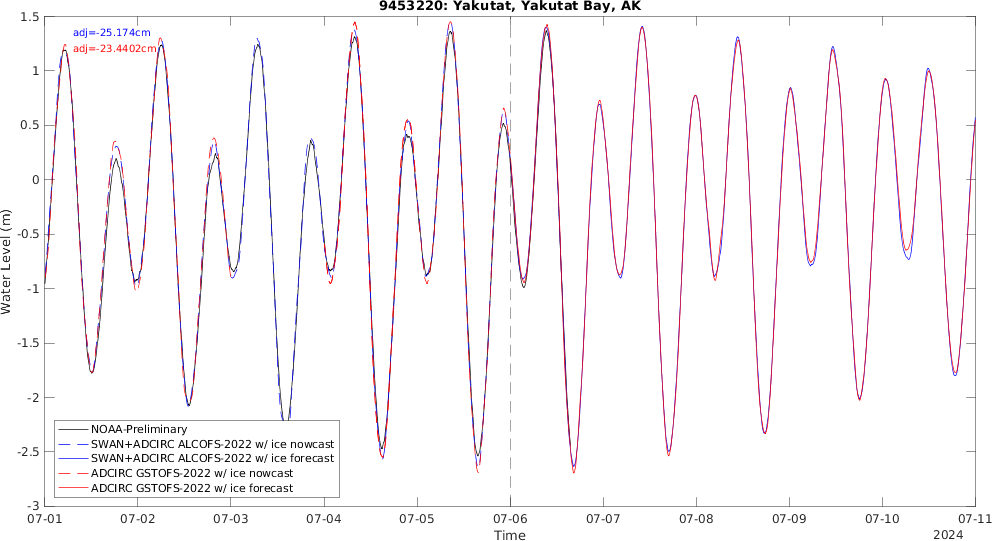 9453220: Yakutat, Yakutat Bay, AK
adj=-25.174cm
adj=-23.4402cm
1.5
1
0.5
0
-0.5
-1
-1.5
-2
-2.5
-3
Water Level (m)
NOAA-Preliminary
SWAN+ADCIRC ALCOFS-2022 w/ ice nowcast
SWAN+ADCIRC ALCOFS-2022 w/ ice forecast
ADCIRC GSTOFS-2022 w/ ice nowcast
ADCIRC GSTOFS-2022 w/ ice forecast
07-01 07-02 07-03 07-04 07-05 07-06 07-07 07-08 07-09 07-10 07-11
Time
2024